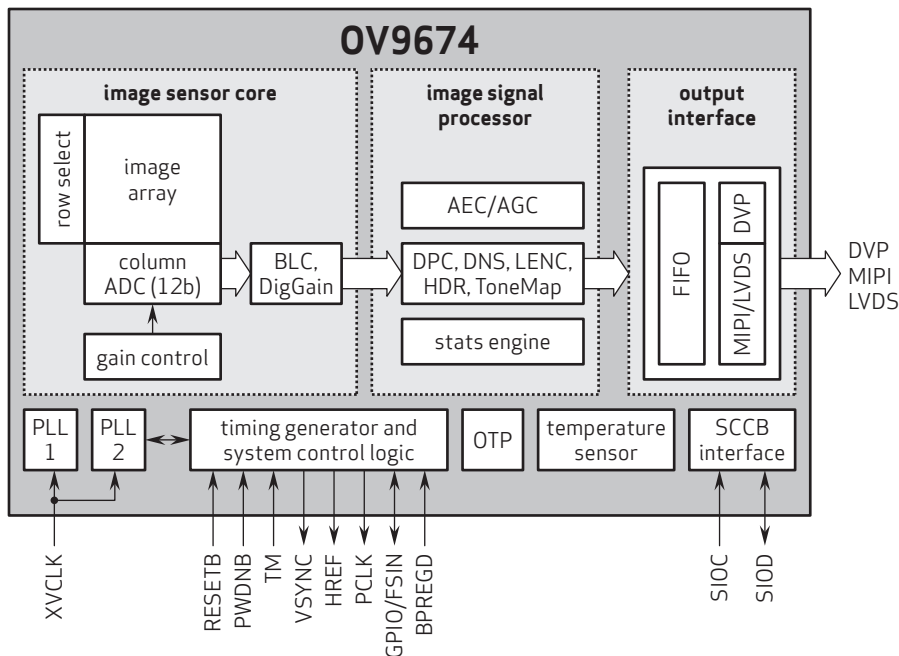 OV9674
image sensor core
row select
image
array
column
ADC (12b)
BLC,
DigGain
gain control
image signal
processor
AEC/AGC
DPC, DNS, LENC,
HDR, ToneMap
stats engine
output
interface
FIFO
DVP
MIPI/LVDS
DVP
MIPI
LVDS
PLL
1
PLL
2
timing generator and
system control logic
OTP
temperature
sensor
SCCB
interface
XVCLK
RESETB
PWDNB
TM
VSYNC
HREF
PCLK
GPIO/FSIN
BPREGD
SIOC
SIOD